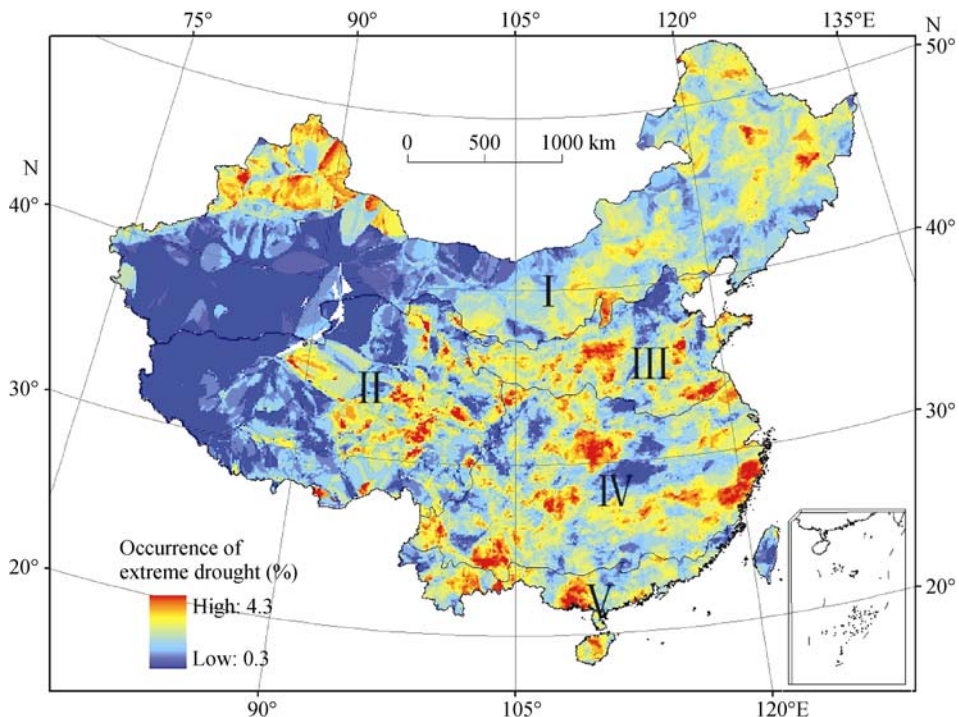 75° 90° 105° 120° 135°E
N
50°
N
0 500 1000 km
40°
40°
I
III
II
30°
30°
IV
Occurrence of
extreme drought (%)
High: 4.3
Low: 0.3
20°
20°
V
90° 105° 120°E